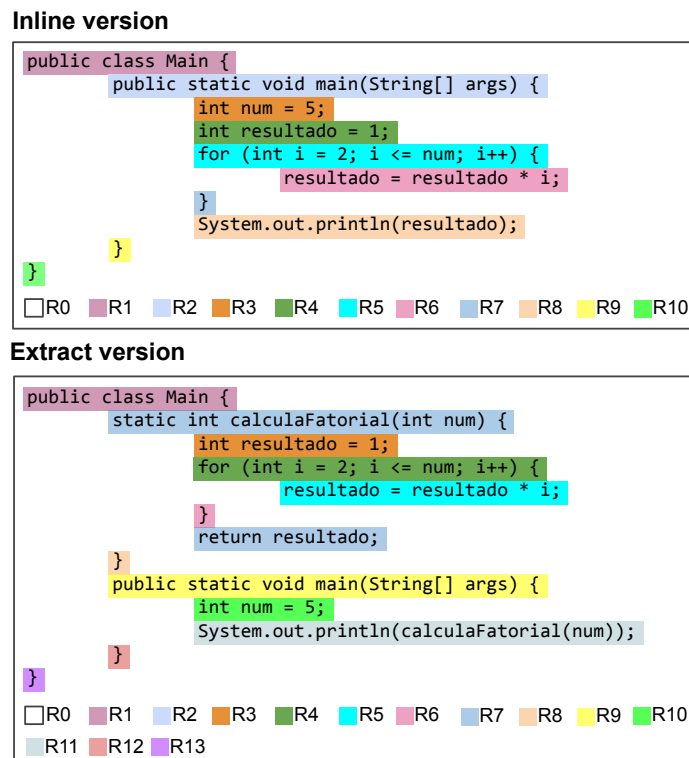 Inline version
public class Main {
public static void main(String[] args) {
int num = 5;
int resultado = 1;
for (int i = 2; i <= num; i++) {
resultado = resultado * i;
}
System.out.println(resultado);
}
}
R0 R1 R2 R3 R4 R5 R6 R7 R8 R9 R10
Extract version
public class Main {
static int calculaFatorial(int num) {
int resultado = 1;
for (int i = 2; i <= num; i++) {
resultado = resultado * i;
}
return resultado;
}
public static void main(String[] args) {
int num = 5;
System.out.println(calculaFatorial(num));
}
}
R0 R1 R2 R3 R4 R5 R6 R7 R8 R9 R10
R11 R12 R13